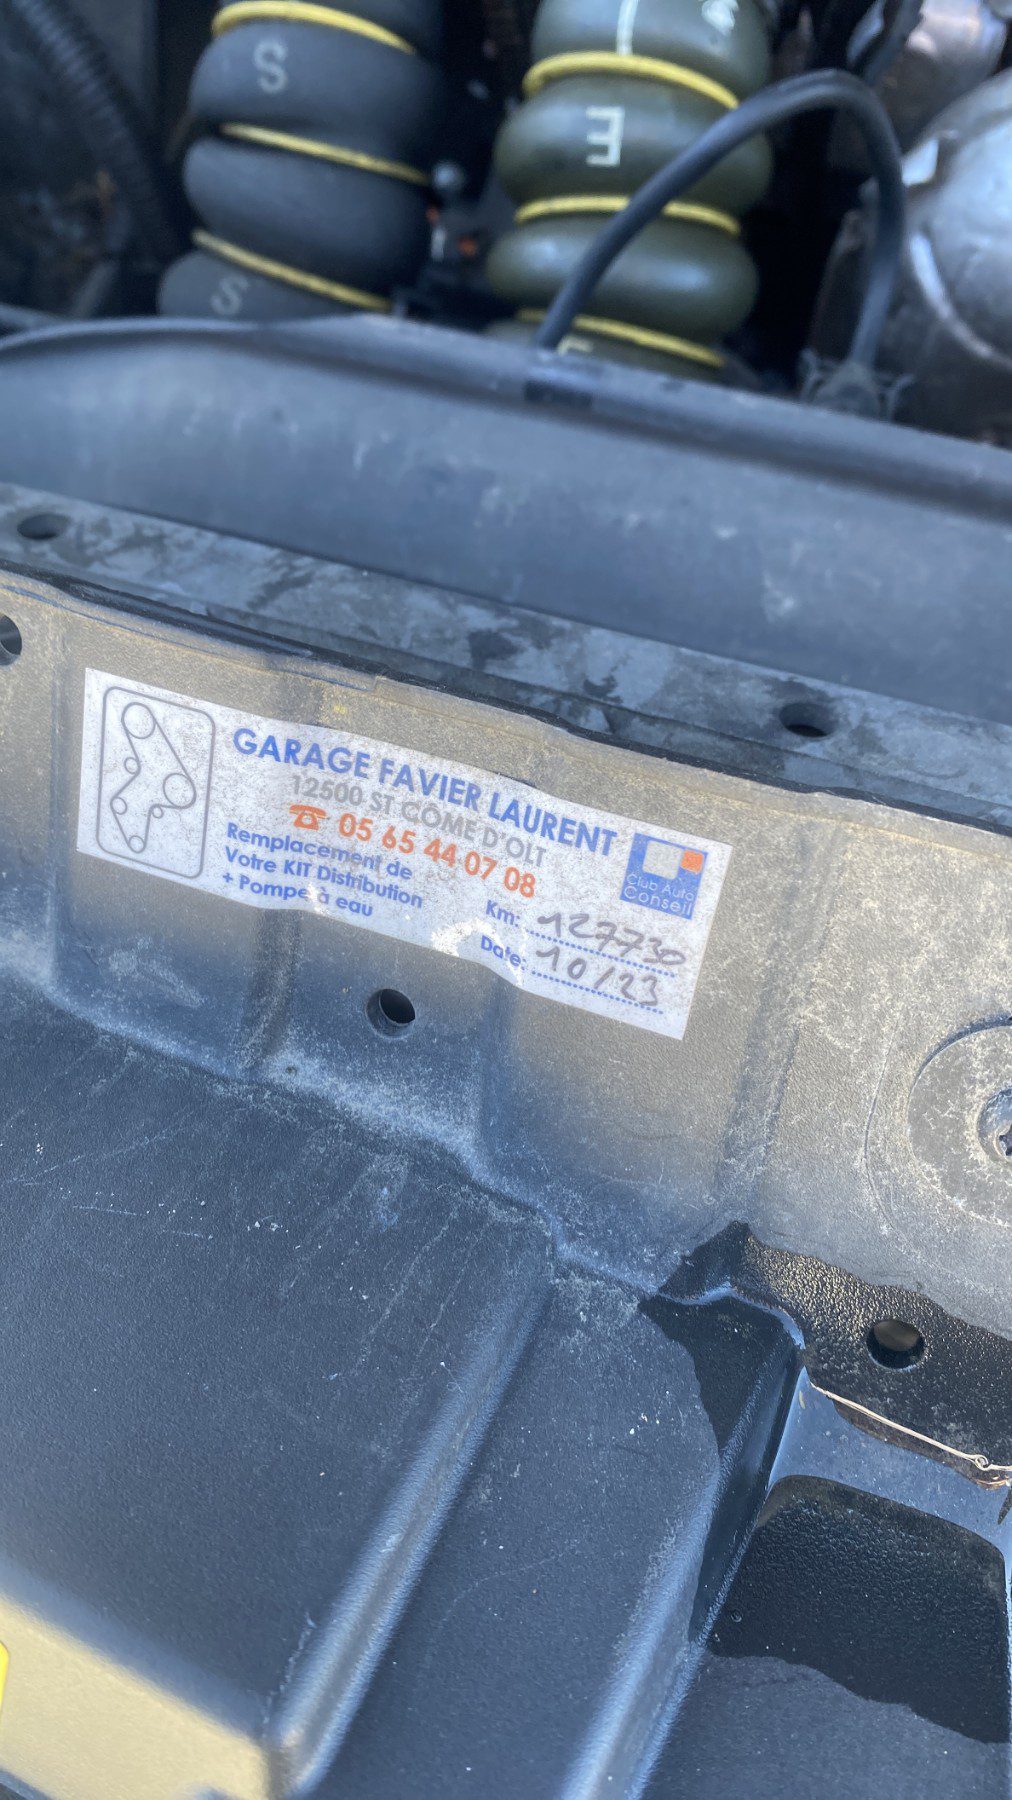 S
E
S
GARAGE FAVIER LAURENT
12500 ST COME D'OLT
☎ 05 65 44 07 08
Remplacement de
Votre KIT Distribution
+ Pompe à eau
Club Auto
Conseil
Km: 127730
Date: 10/23